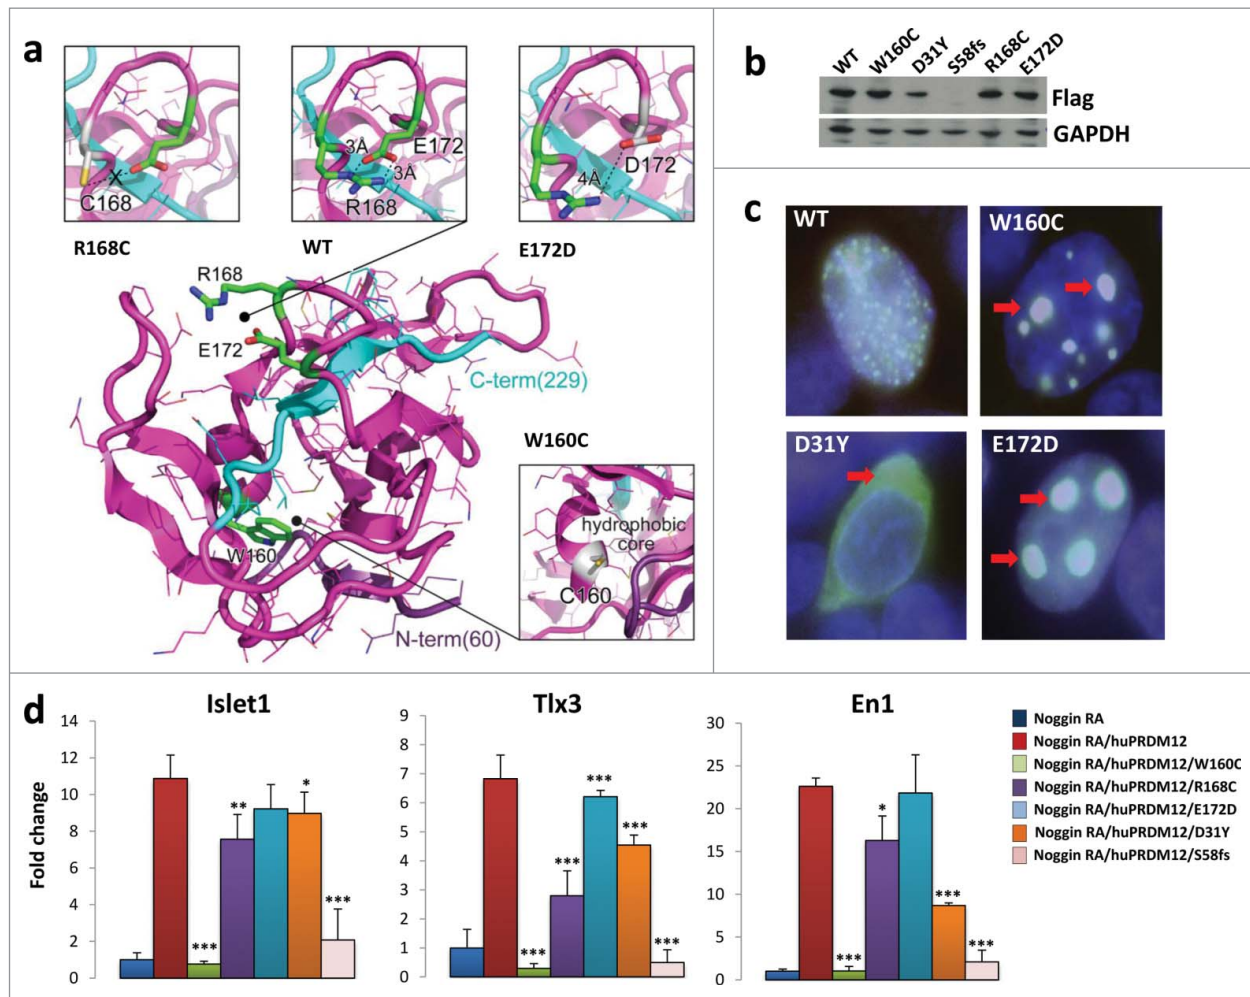 a
C168
X
R168C
3Å
E172
3Å
R168
WT
4Å
D172
E172D
R168
E172
C-term(229)
W160
N-term(60)
W160C
hydrophobic
core
C160
b
WT W160C D31Y S58fs R168C E172D
Flag
GAPDH
c
WT
W160C
D31Y
E172D
d
Islet1
Fold change
14
12
10
8
6
4
2
0
***
**
*
***
Tlx3
9
8
7
6
5
4
3
2
1
0
***
***
***
***
***
En1
30
25
20
15
10
5
0
***
*
***
***
Noggin RA
Noggin RA/huPRDM12
Noggin RA/huPRDM12/W160C
Noggin RA/huPRDM12/R168C
Noggin RA/huPRDM12/E172D
Noggin RA/huPRDM12/D31Y
Noggin RA/huPRDM12/S58fs